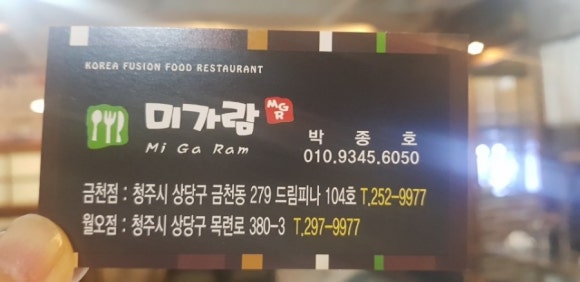 KOREA FUSION FOOD RESTAURANT
미가람 MGR
Mi Ga Ram
박 종 호
010.9345.6050
금천점 : 청주시 상당구 금천동 279 드림피나 104호 T.252-9977
월오점 : 청주시 상당구 목련로 380-3 T.297-9977